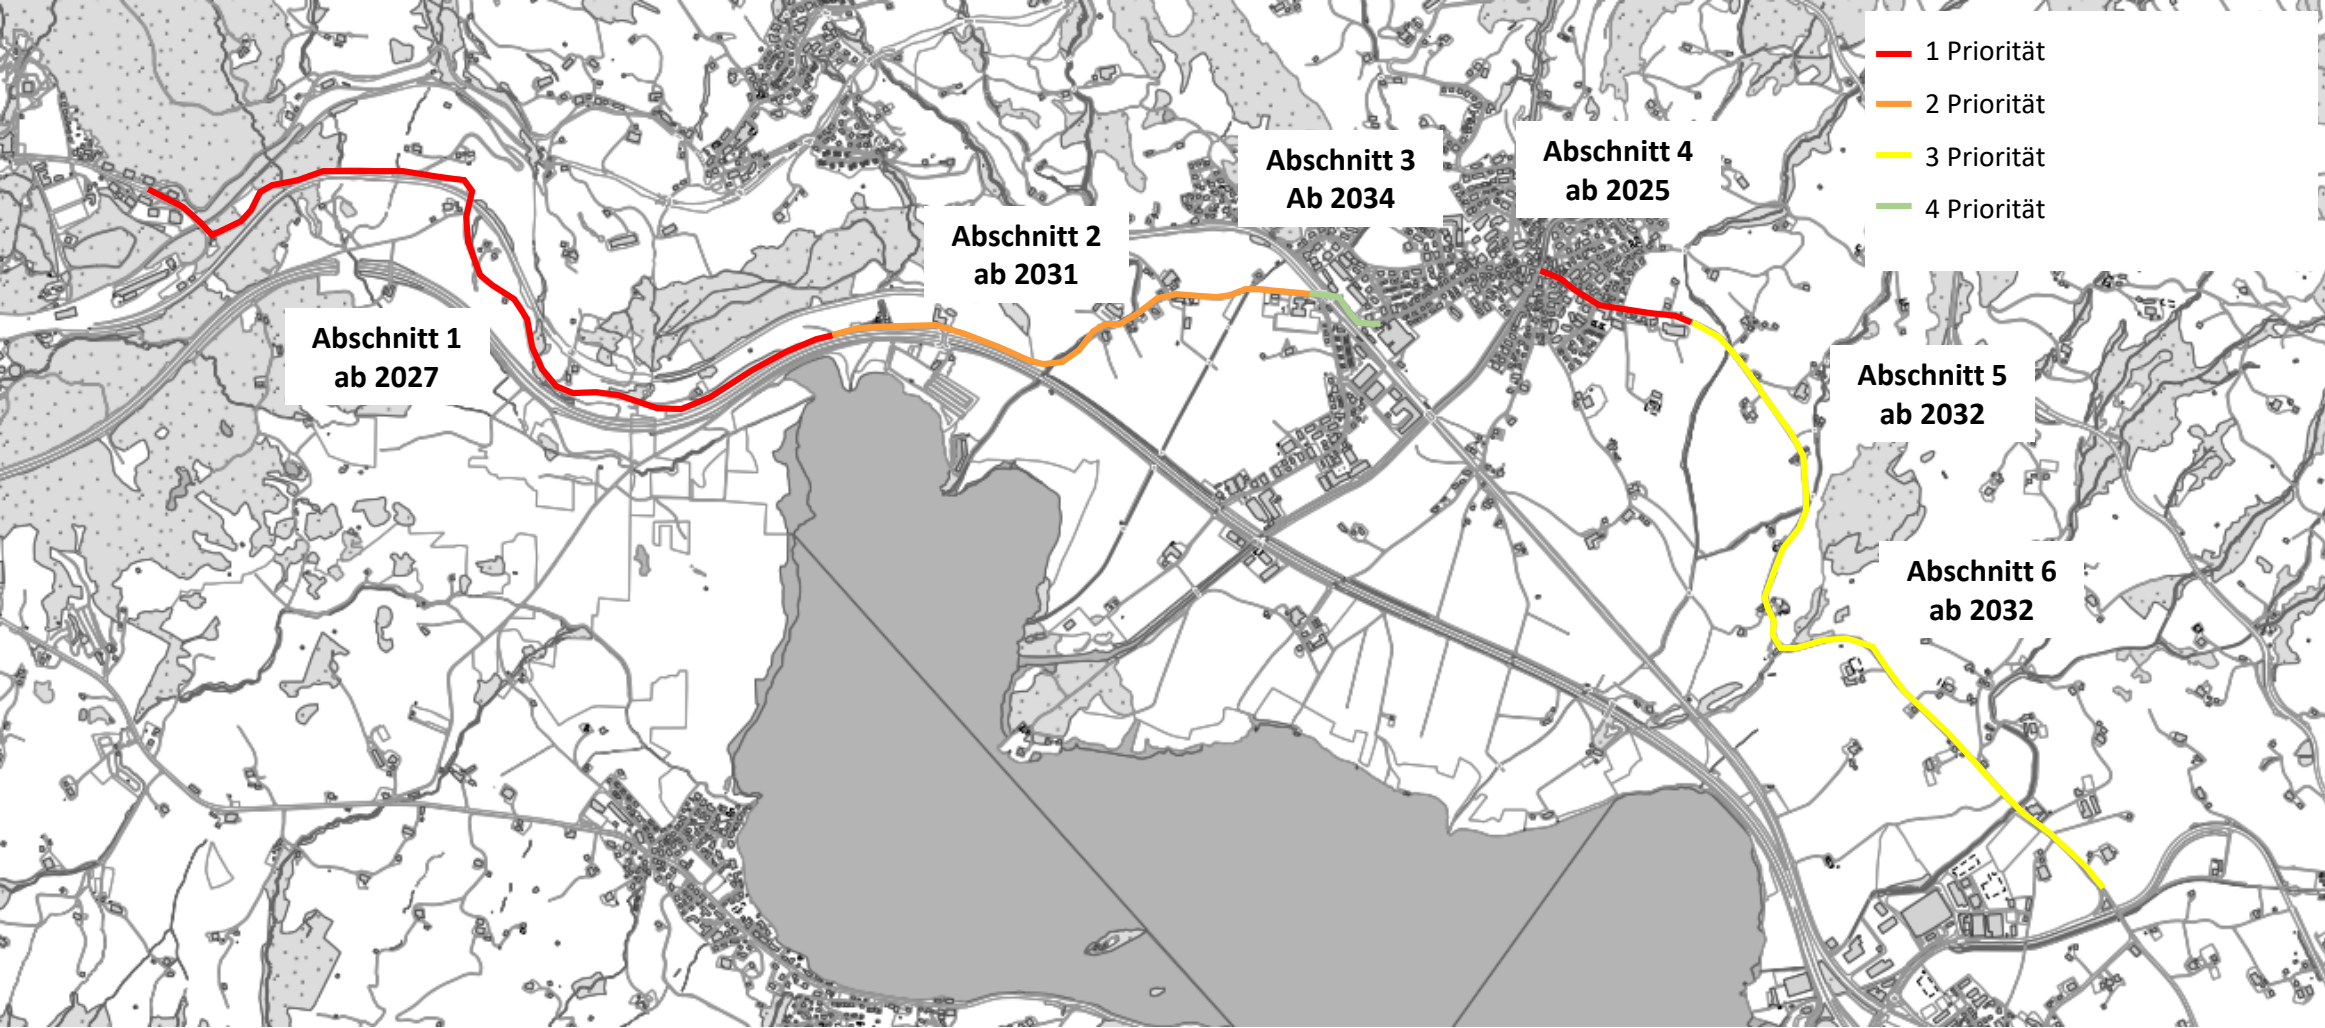 1 Priorität
2 Priorität
3 Priorität
4 Priorität
Abschnitt 3
Ab 2034
Abschnitt 4
ab 2025
Abschnitt 2
ab 2031
Abschnitt 1
ab 2027
Abschnitt 5
ab 2032
Abschnitt 6
ab 2032